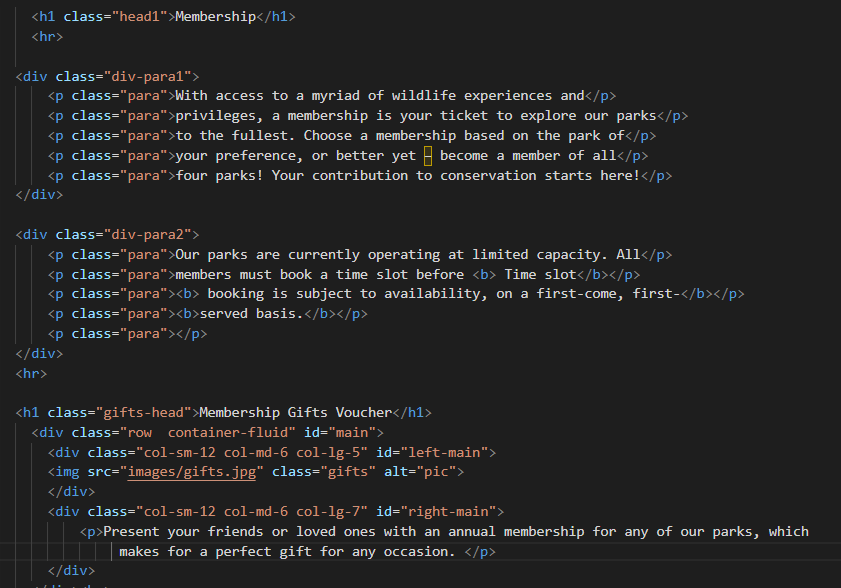 <h1 class="head1">Membership</h1>
<hr>
<div class="div-para1">
<p class="para">With access to a myriad of wildlife experiences and</p>
<p class="para">privileges, a membership is your ticket to explore our parks</p>
<p class="para">to the fullest. Choose a membership based on the park of</p>
<p class="para">your preference, or better yet – become a member of all</p>
<p class="para">four parks! Your contribution to conservation starts here!</p>
</div>
<div class="div-para2">
<p class="para">Our parks are currently operating at limited capacity. All</p>
<p class="para">members must book a time slot before <b> Time slot</b></p>
<p class="para"><b> booking is subject to availability, on a first-come, first-</b></p>
<p class="para"><b>served basis.</b></p>
<p class="para"></p>
</div>
<hr>
<h1 class="gifts-head">Membership Gifts Voucher</h1>
<div class="row  container-fluid" id="main">
<div class="col-sm-12 col-md-6 col-lg-5" id="left-main">
<img src="images/gifts.jpg" class="gifts" alt="pic">
</div>
<div class="col-sm-12 col-md-6 col-lg-7" id="right-main">
<p>Present your friends or loved ones with an annual membership for any of our parks, which
makes for a perfect gift for any occasion. </p>
</div>